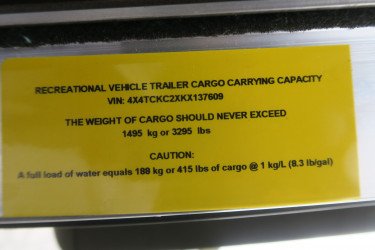 RECREATIONAL VEHICLE TRAILER CARGO CARRYING CAPACITY
VIN: 4X4TCKC2XKX137609
THE WEIGHT OF CARGO SHOULD NEVER EXCEED
1495 kg or 3295 lbs
CAUTION:
A full load of water equals 188 kg or 415 lbs of cargo @ 1 kg/L (8.3 lb/gal)